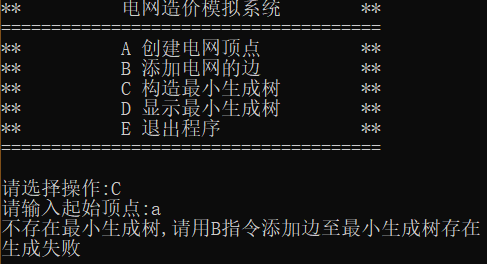 **          电网造价模拟系统          **
======================================
**          A 创建电网顶点          **
**          B 添加电网的边          **
**          C 构造最小生成树          **
**          D 显示最小生成树          **
**          E 退出程序          **
======================================
请选择操作:C
请输入起始顶点:a
不存在最小生成树,请用B指令添加边至最小生成树存在
生成失败